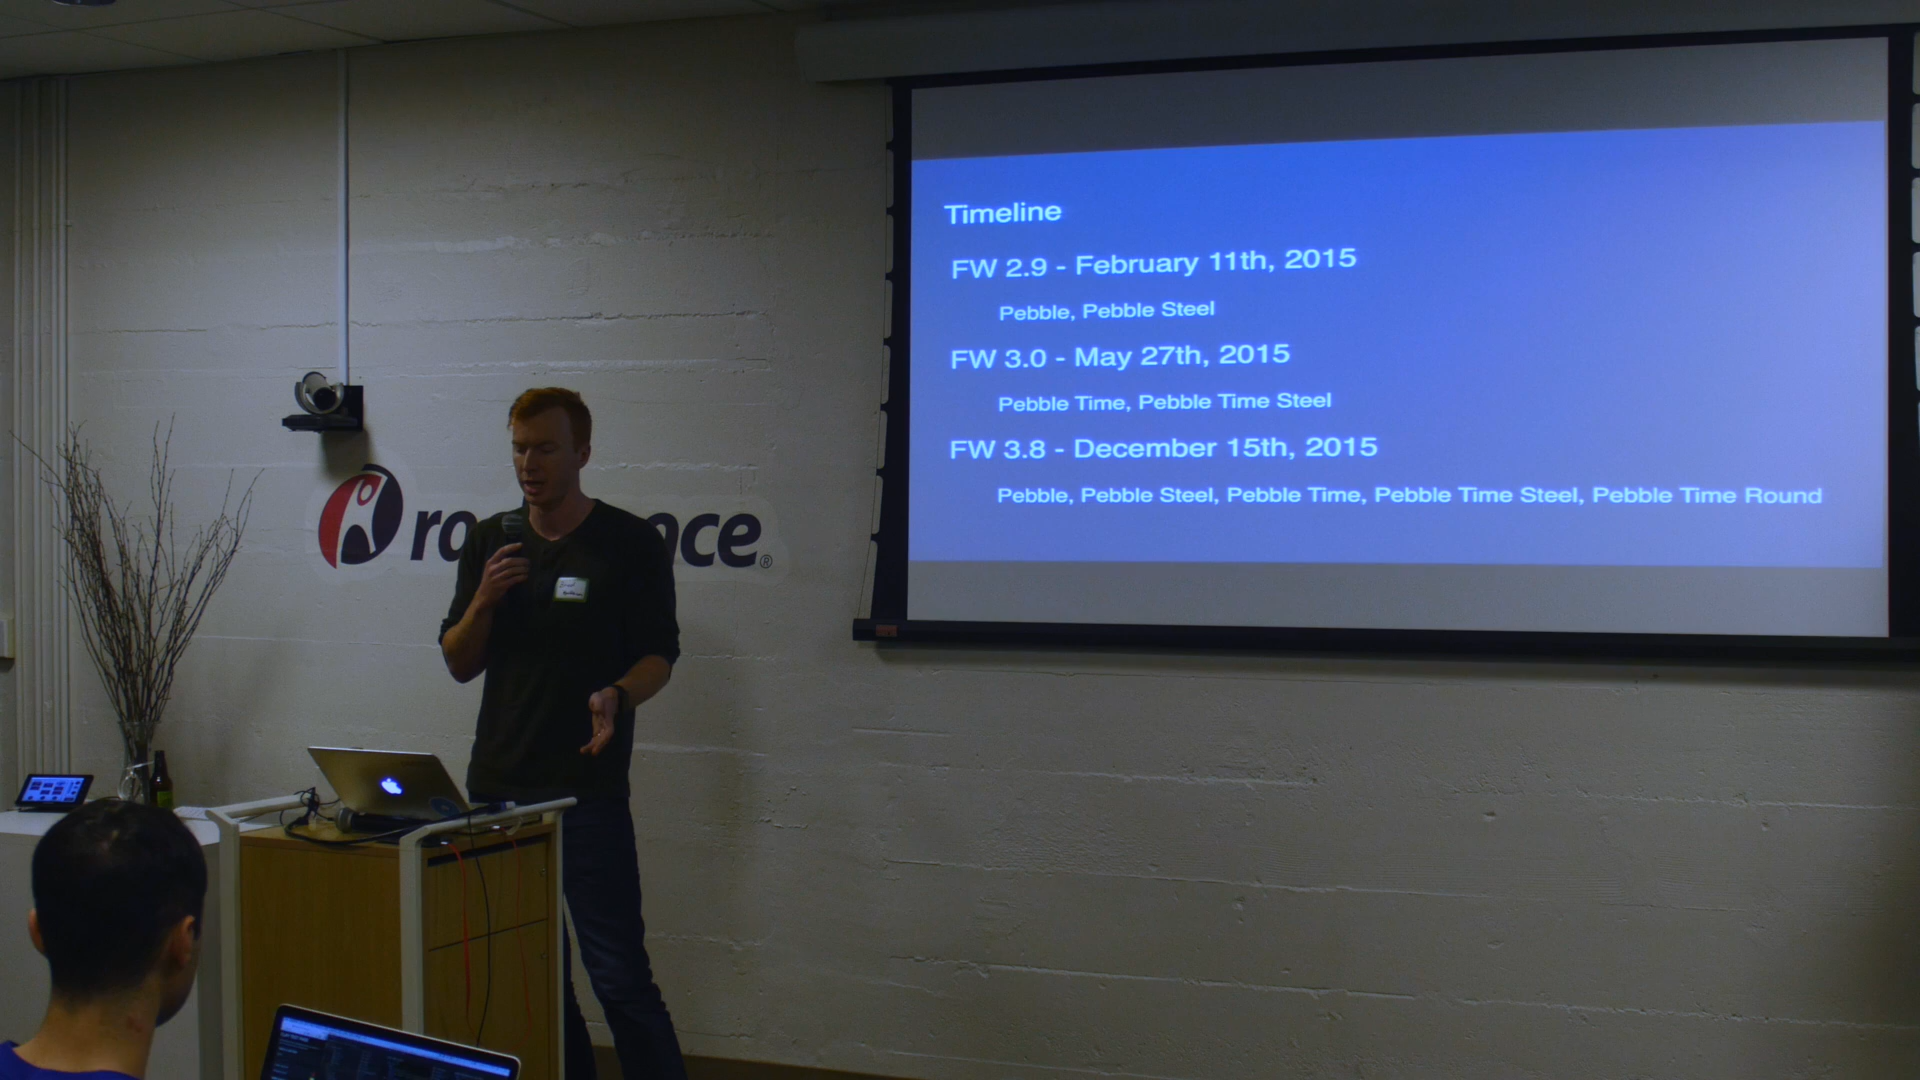 Timeline
FW 2.9 - February 11th, 2015
Pebble, Pebble Steel
FW 3.0 - May 27th, 2015
Pebble Time, Pebble Time Steel
FW 3.8 - December 15th, 2015
Pebble, Pebble Steel, Pebble Time, Pebble Time Steel, Pebble Time Round
ro nce®